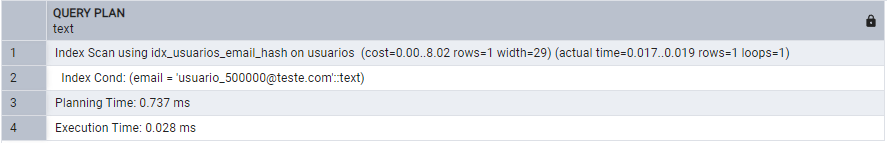 QUERY PLAN
text
1 Index Scan using idx_usuarios_email_hash on usuarios (cost=0.00..8.02 rows=1 width=29) (actual time=0.017..0.019 rows=1 loops=1)
2 Index Cond: (email = 'usuario_500000@teste.com'::text)
3 Planning Time: 0.737 ms
4 Execution Time: 0.028 ms